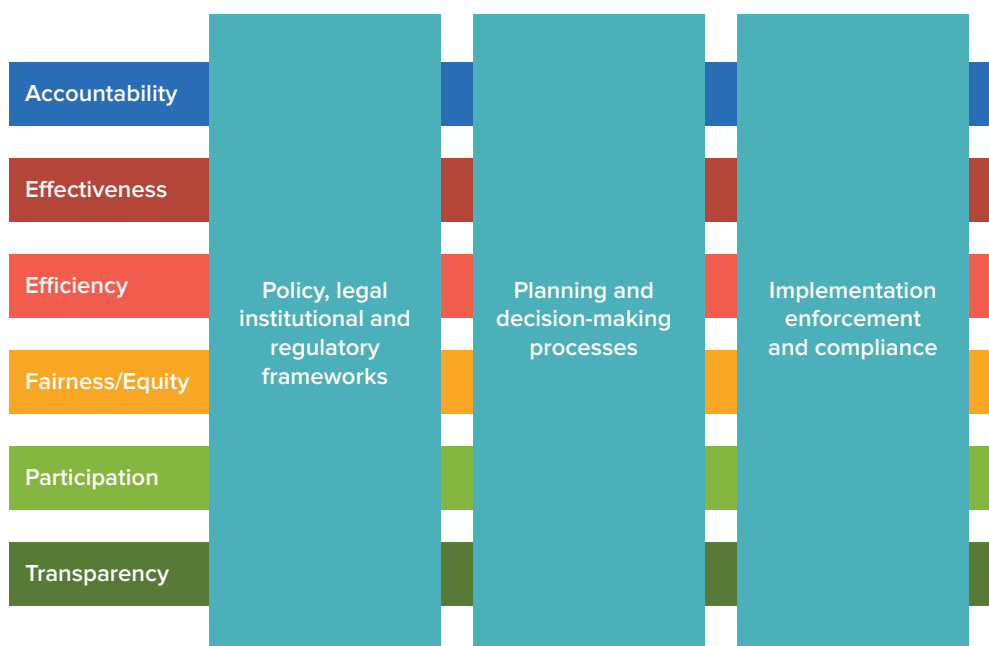 Accountability
Effectiveness
Efficiency
Fairness/Equity
Participation
Transparency
Policy, legal
institutional and
regulatory
frameworks
Planning and
decision-making
processes
Implementation
enforcement
and compliance